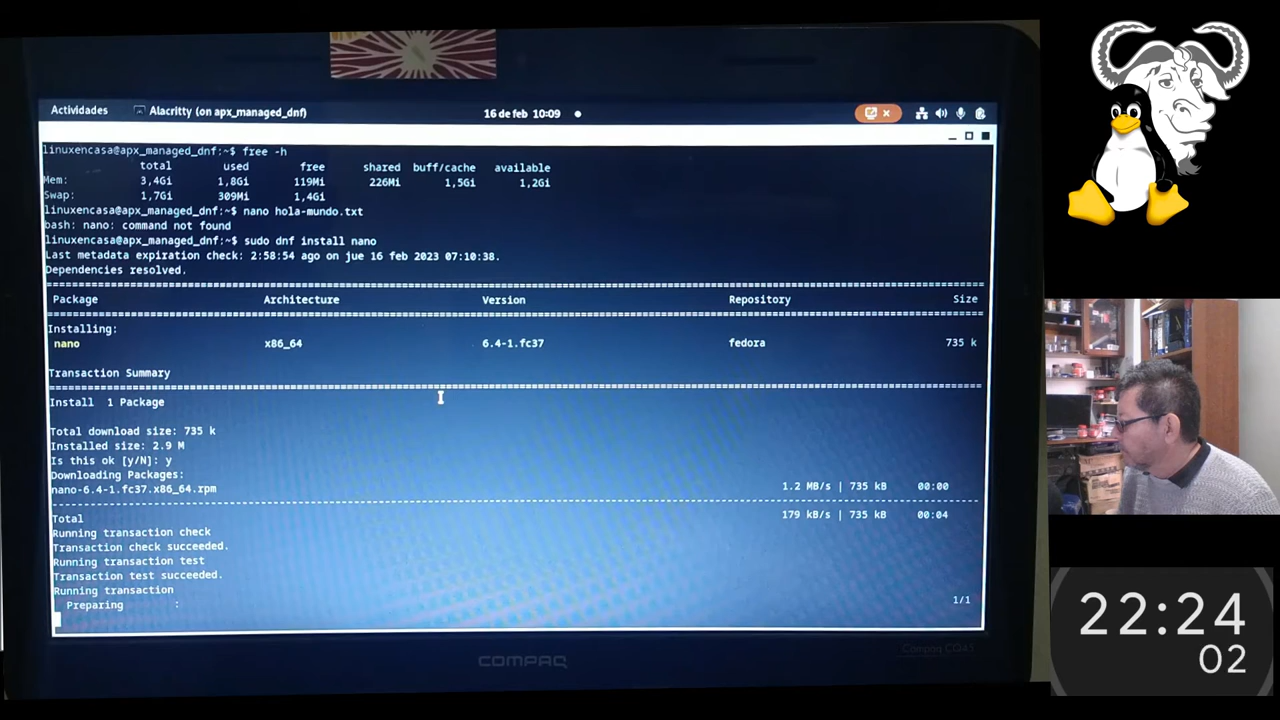 Actividades
Alacritty (on apx_managed_dnf)
16 de feb 10:09
linuxencasa@apx_managed_dnf:~$ free -h
total used free shared buff/cache available
Mem: 3,4Gi 1,8Gi 119Mi 226Mi 1,5Gi 1,2Gi
Swap: 1,7Gi 309Mi 1,4Gi
linuxencasa@apx_managed_dnf:~$ nano hola-mundo.txt
bash: nano: command not found
linuxencasa@apx_managed_dnf:~$ sudo dnf install nano
Last metadata expiration check: 2:58:54 ago on jue 16 feb 2023 07:10:38.
Dependencies resolved.
Package Architecture Version Repository Size
Installing:
nano x86_64 6.4-1.fc37 fedora 735 k
Transaction Summary
Install 1 Package
Total download size: 735 k
Installed size: 2.9 M
Is this ok [y/N]: y
Downloading Packages:
nano-6.4-1.fc37.x86_64.rpm 1.2 MB/s | 735 kB 00:00
Total 179 kB/s | 735 kB 00:04
Running transaction check
Transaction check succeeded.
Running transaction test
Transaction test succeeded.
Running transaction
Preparing : 1/1
COMPAQ
Compaq CQ45
22:24
02